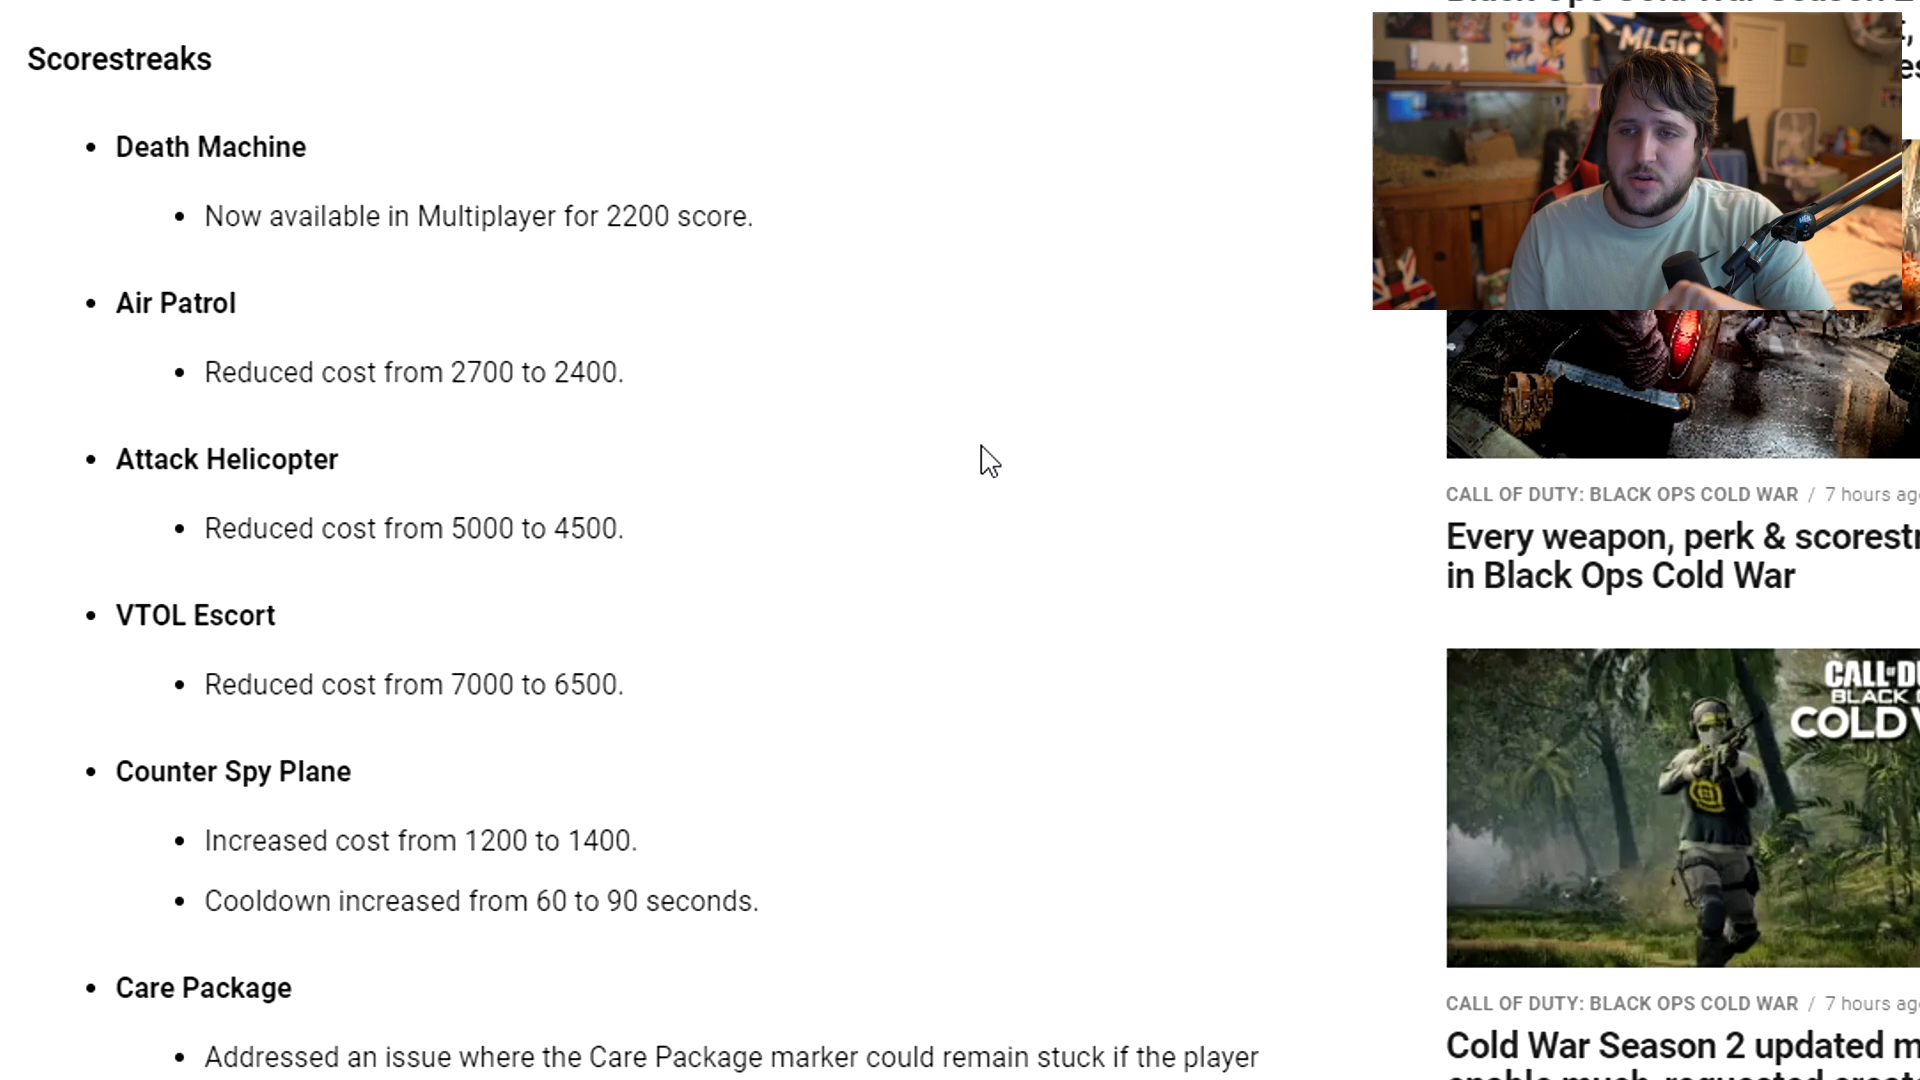 Scorestreaks
• Death Machine
• Now available in Multiplayer for 2200 score.
• Air Patrol
• Reduced cost from 2700 to 2400.
• Attack Helicopter
• Reduced cost from 5000 to 4500.
• VTOL Escort
• Reduced cost from 7000 to 6500.
• Counter Spy Plane
• Increased cost from 1200 to 1400.
• Cooldown increased from 60 to 90 seconds.
• Care Package
• Addressed an issue where the Care Package marker could remain stuck if the player
MLG
CALL OF DUTY: BLACK OPS COLD WAR / 7 hours
Every weapon, perk &
in Black Ops Cold War
CALL OF
BLACK
COLD
CALL OF DUTY: BLACK OPS COLD WAR / 7 hours
Cold War Season 2 updated